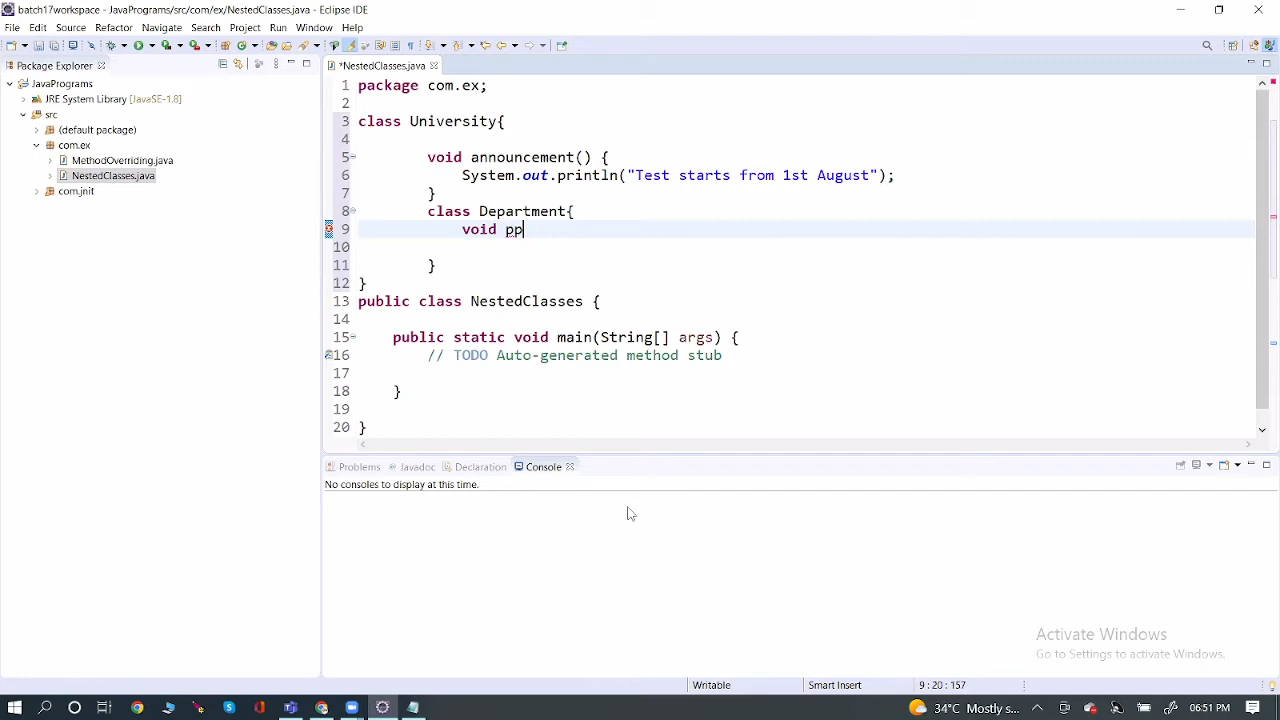 batch17workspace - JavaPrograms/src/com/ex/NestedClasses.java - Eclipse IDE
File Edit Source Refactor Navigate Search Project Run Window Help
Package Explorer
*NestedClasses.java
JavaPrograms
JRE System Library [JavaSE-1.8]
src
(default package)
com.ex
MethodOverriding.java
NestedClasses.java
com.jnit
1 package com.ex;
2
3 class University{
4
5 void announcement() {
6 System.out.println("Test starts from 1st August");
7 }
8 class Department{
9 void pp
10
11 }
12 }
13 public class NestedClasses {
14
15 public static void main(String[] args) {
16 // TODO Auto-generated method stub
17
18 }
19
20 }
Problems Javadoc Declaration Console
No consoles to display at this time.
Activate Windows
Go to Settings to activate Windows.
Writable Smart Insert 9 : 20 : 157
34°C Mostly s... 06:51 PM